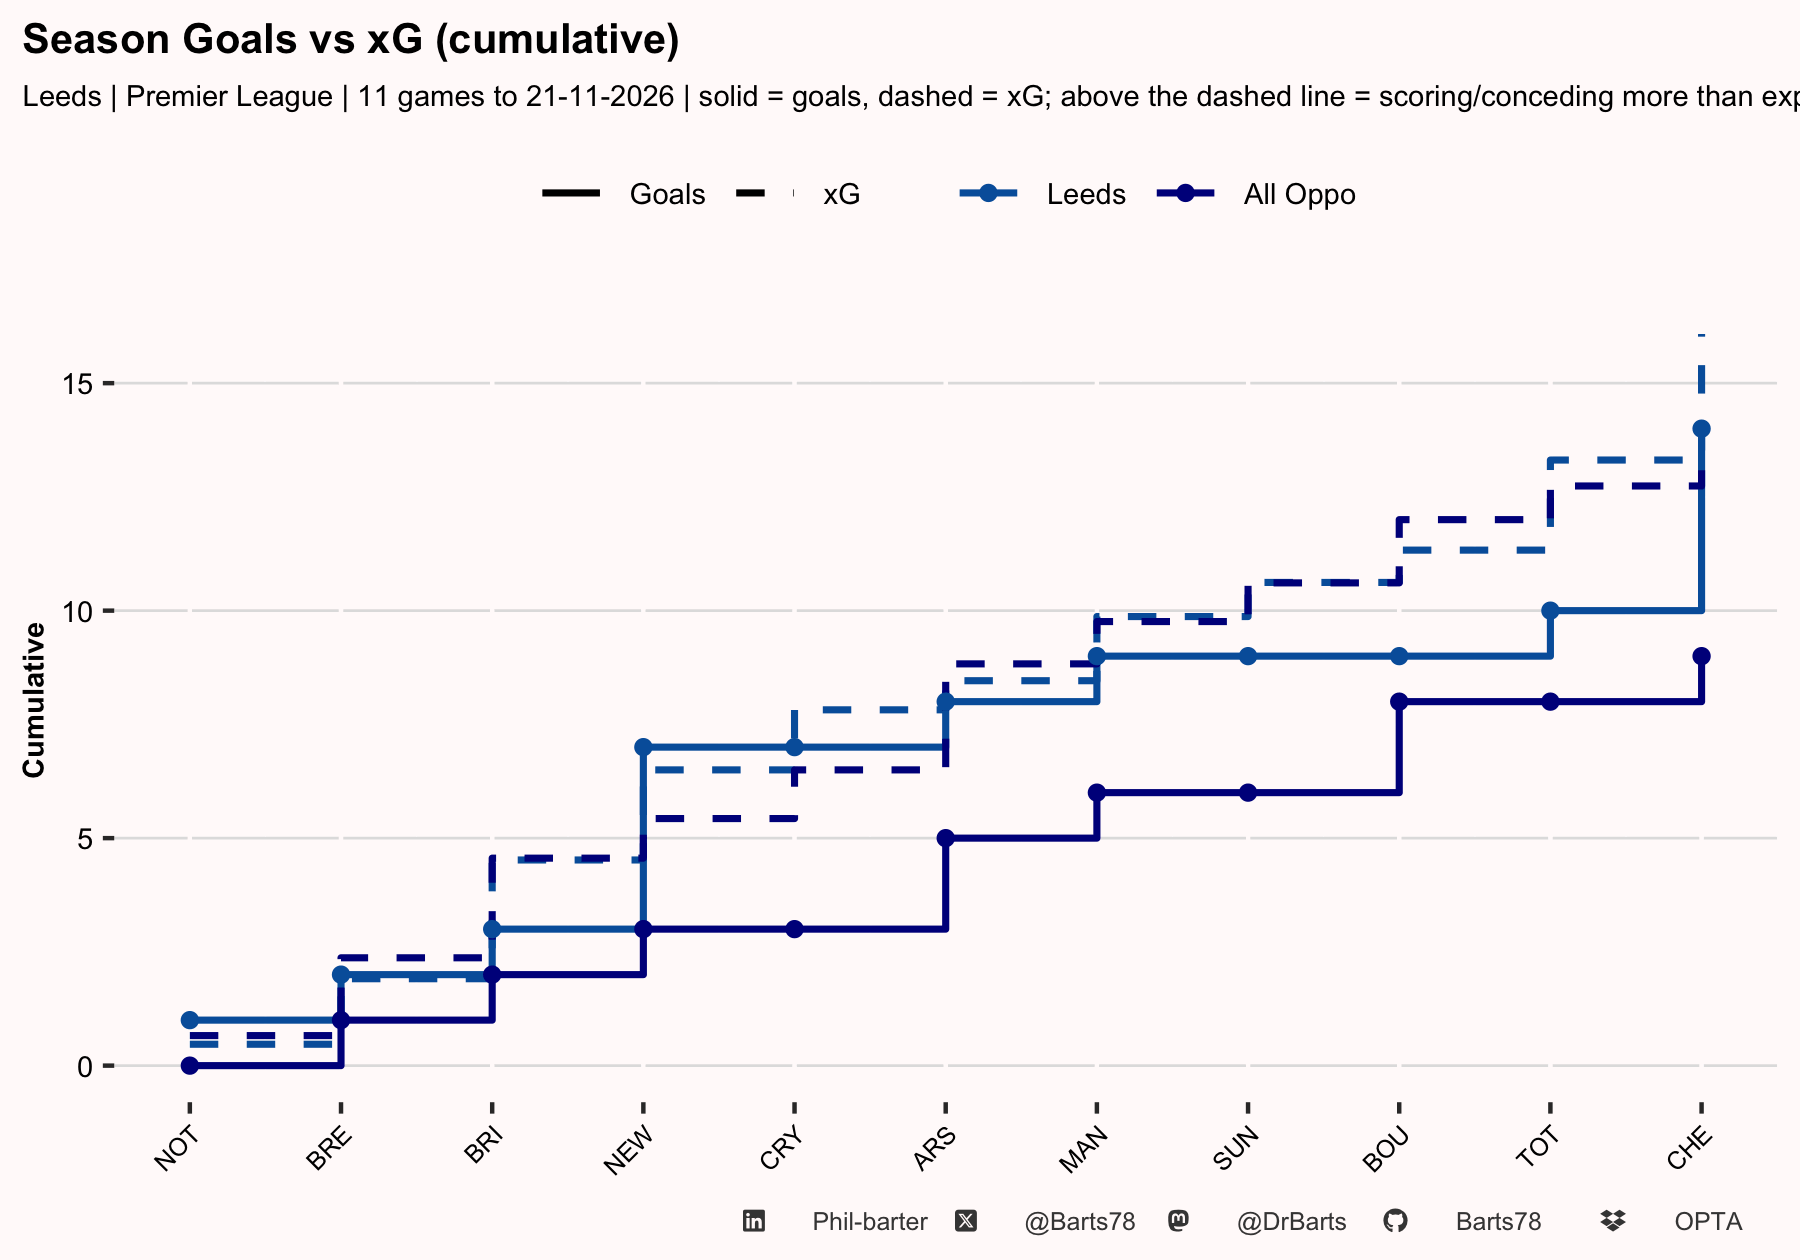 Season Goals vs xG (cumulative)
Leeds | Premier League | 11 games to 21-11-2026 | solid = goals, dashed = xG; above the dashed line = scoring/conceding more than exp
Goals xG Leeds All Oppo
15
10
5
0
Cumulative
NOT BRE BRI NEW CRY ARS MAN SUN BOU TOT CHE
Phil-barter @Barts78 @DrBarts Barts78 OPTA